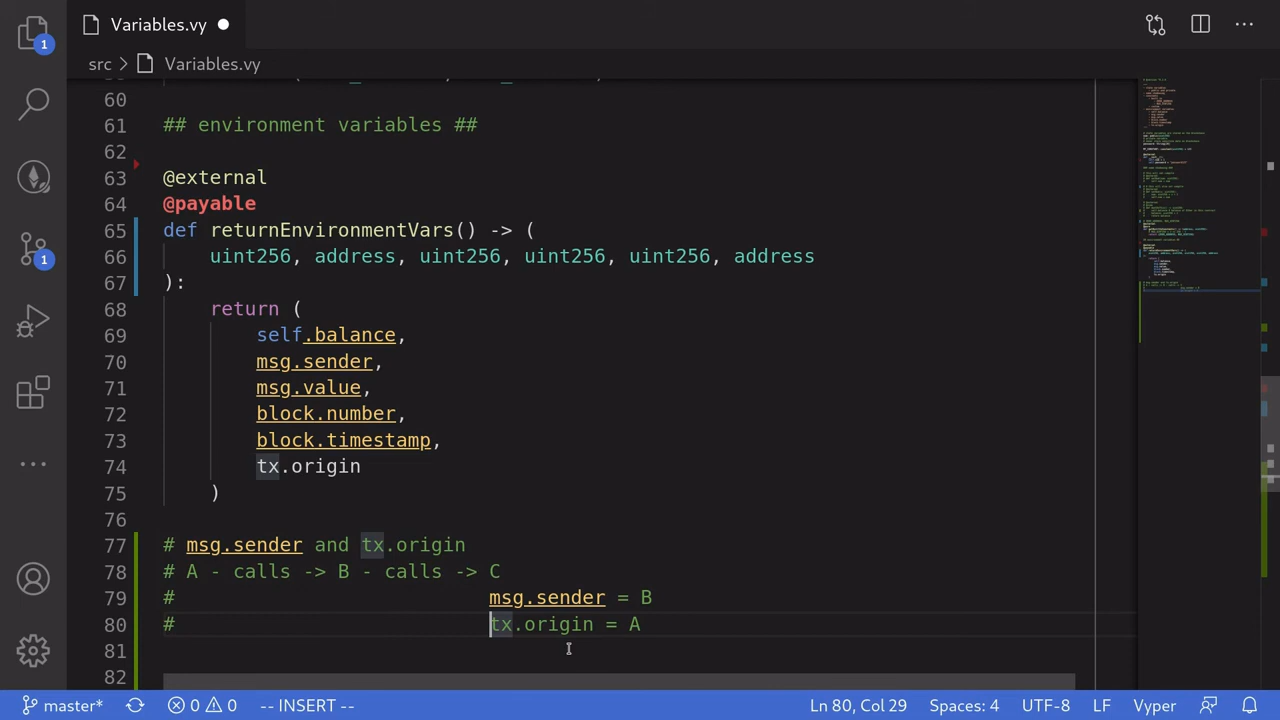 Variables.vy
src > Variables.vy
1
60
61 ## environment variables ##
62
63 @external
64 @payable
65 def returnEnvironmentVars() -> (
66 uint256, address, uint256, uint256, uint256, address
67 ):
68 return (
69 self.balance,
70 msg.sender,
71 msg.value,
72 block.number,
73 block.timestamp,
74 tx.origin
75 )
76
77 # msg.sender and tx.origin
78 # A - calls -> B - calls -> C
79 # msg.sender = B
80 # tx.origin = A
81
82
1
master* 0 0 -- INSERT -- Ln 80, Col 29 Spaces: 4 UTF-8 LF Vyper